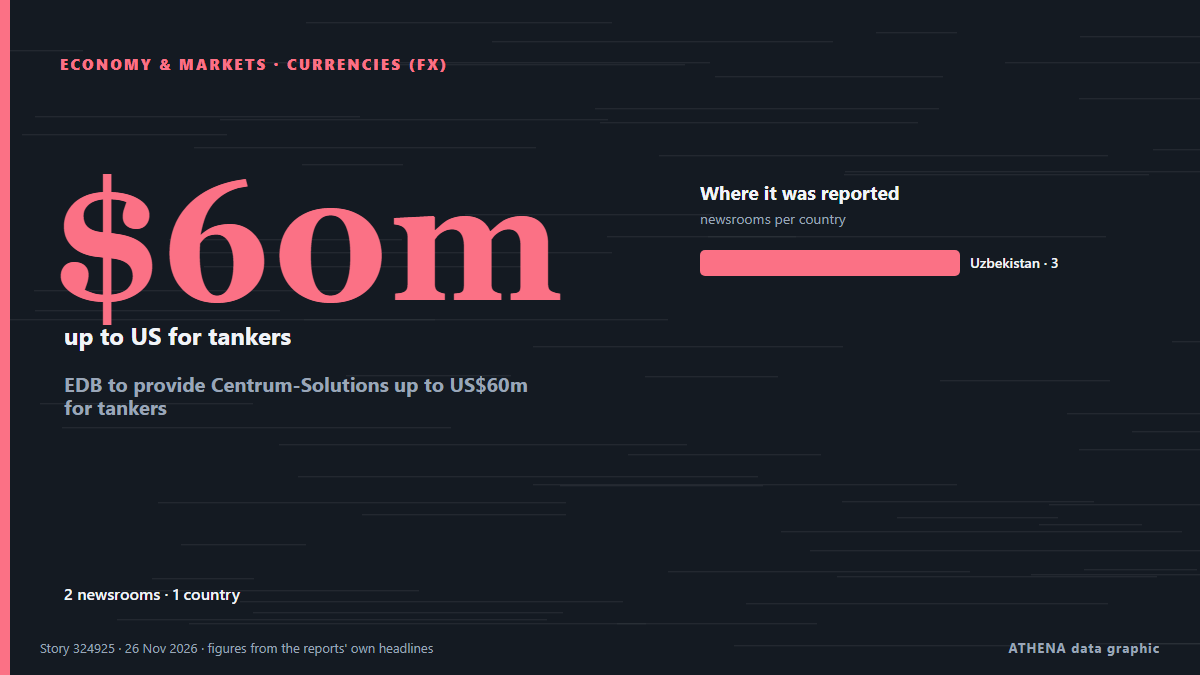 ECONOMY & MARKETS · CURRENCIES (FX)
$60m
up to US for tankers
EDB to provide Centrum-Solutions up to US$60m
for tankers
Where it was reported
newsrooms per country
Uzbekistan · 3
2 newsrooms · 1 country
Story 324925 · 26 Nov 2026 · figures from the reports' own headlines
ATHENA data graphic